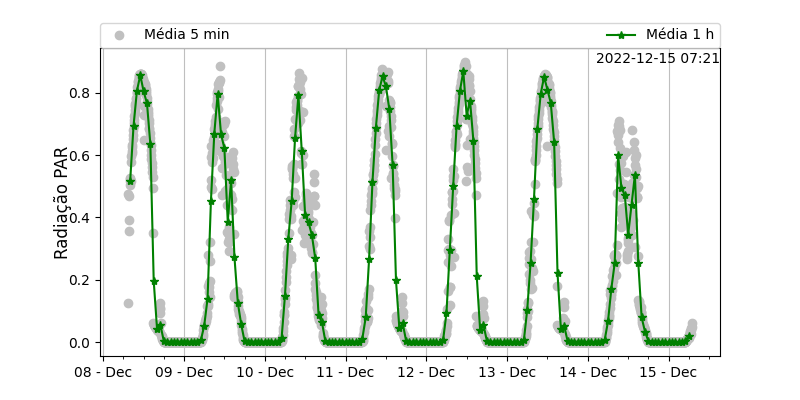 Média 5 min
Média 1 h
2022-12-15 07:21
Radiação PAR
0.8
0.6
0.4
0.2
0.0
08 - Dec
09 - Dec
10 - Dec
11 - Dec
12 - Dec
13 - Dec
14 - Dec
15 - Dec